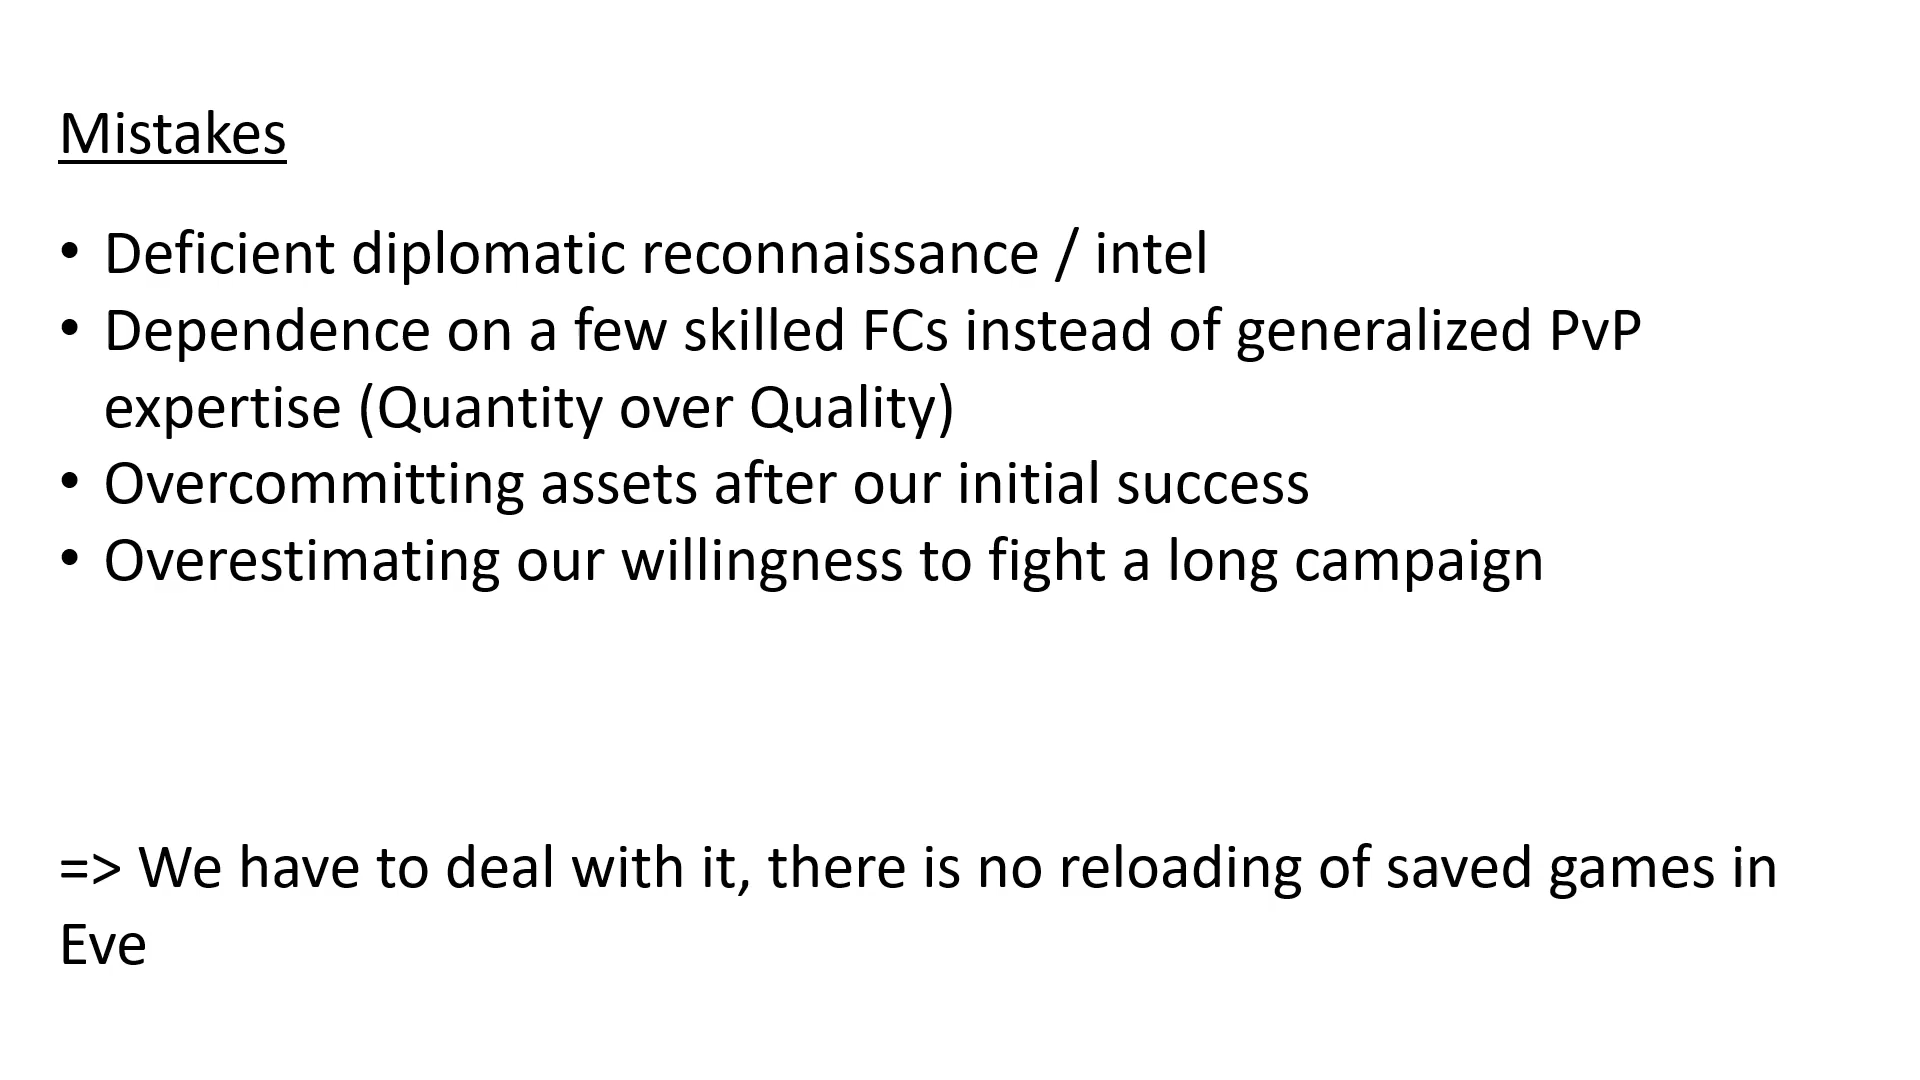 Mistakes
• Deficient diplomatic reconnaissance / intel
• Dependence on a few skilled FCs instead of generalized PvP
expertise (Quantity over Quality)
• Overcommitting assets after our initial success
• Overestimating our willingness to fight a long campaign
=> We have to deal with it, there is no reloading of saved games in
Eve